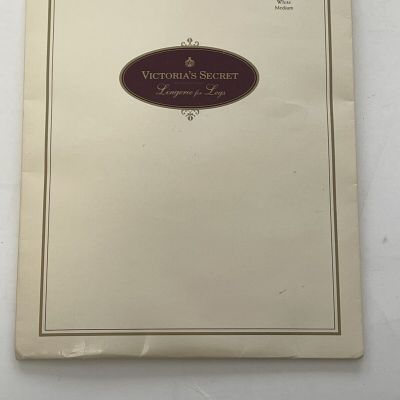 White
Medium
VICTORIA'S SECRET
Lingerie for Legs